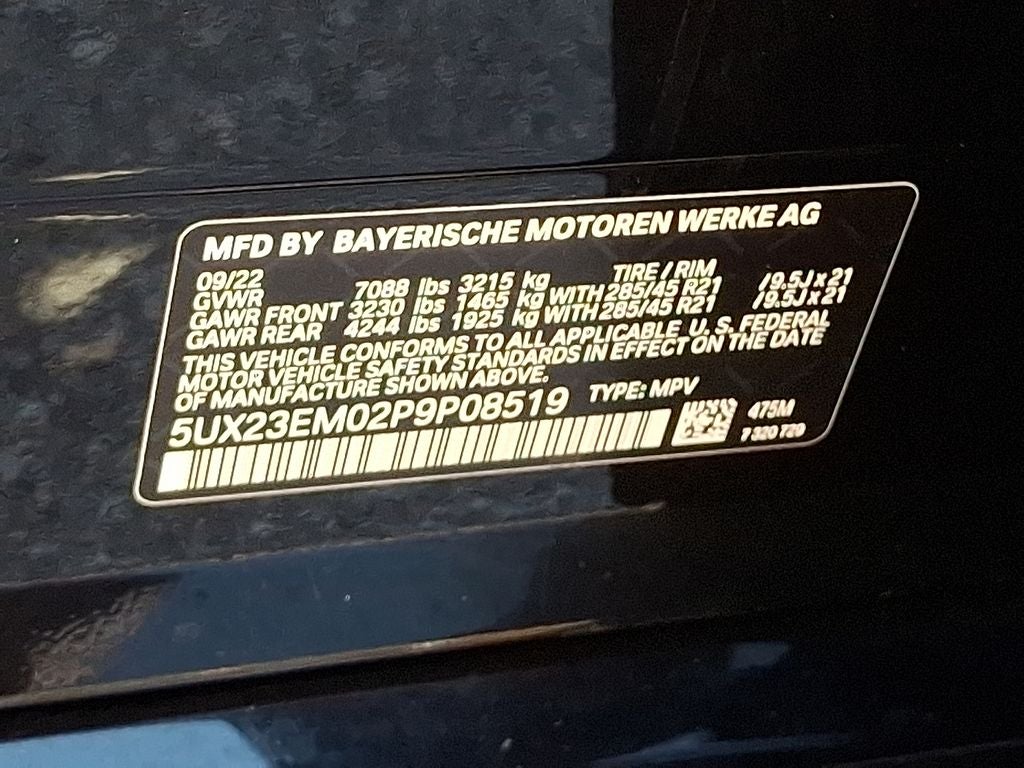 MFD BY BAYERISCHE MOTOREN WERKE AG
09/22 TIRE / RIM
GVWR 7088 lbs 3215 kg
GAWR FRONT 3230 lbs 1465 kg WITH 285/45 R21 /9.5J x 21
GAWR REAR 4244 lbs 1925 kg WITH 285/45 R21 /9.5J x 21
THIS VEHICLE CONFORMS TO ALL APPLICABLE U. S. FEDERAL
MOTOR VEHICLE SAFETY STANDARDS IN EFFECT ON THE DATE
OF MANUFACTURE SHOWN ABOVE.
5UX23EM02P9P08519 TYPE: MPV
475M
7 320 720